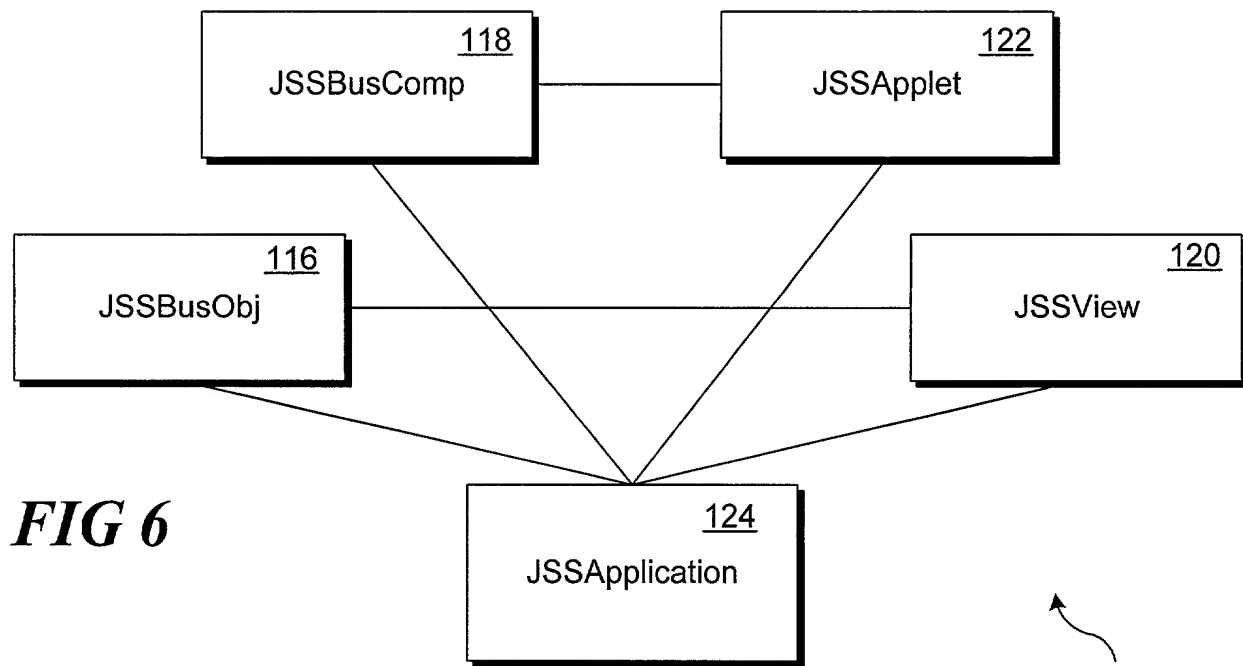 118
JSSBusComp
122
JSSApplet
116
JSSBusObj
120
JSSView
FIG 6
124
JSSApplication